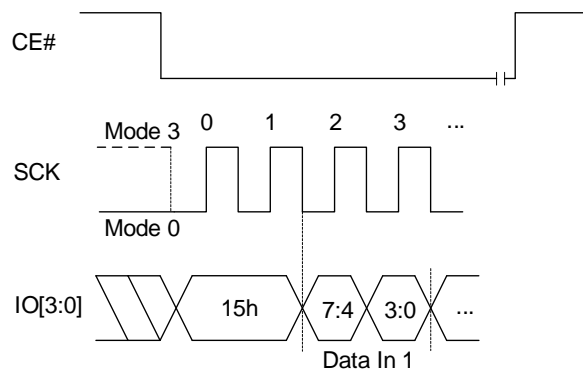 CE#
0 1 2 3 ...
Mode 3
SCK
Mode 0
IO[3:0] 15h 7:4 3:0 ...
Data In 1